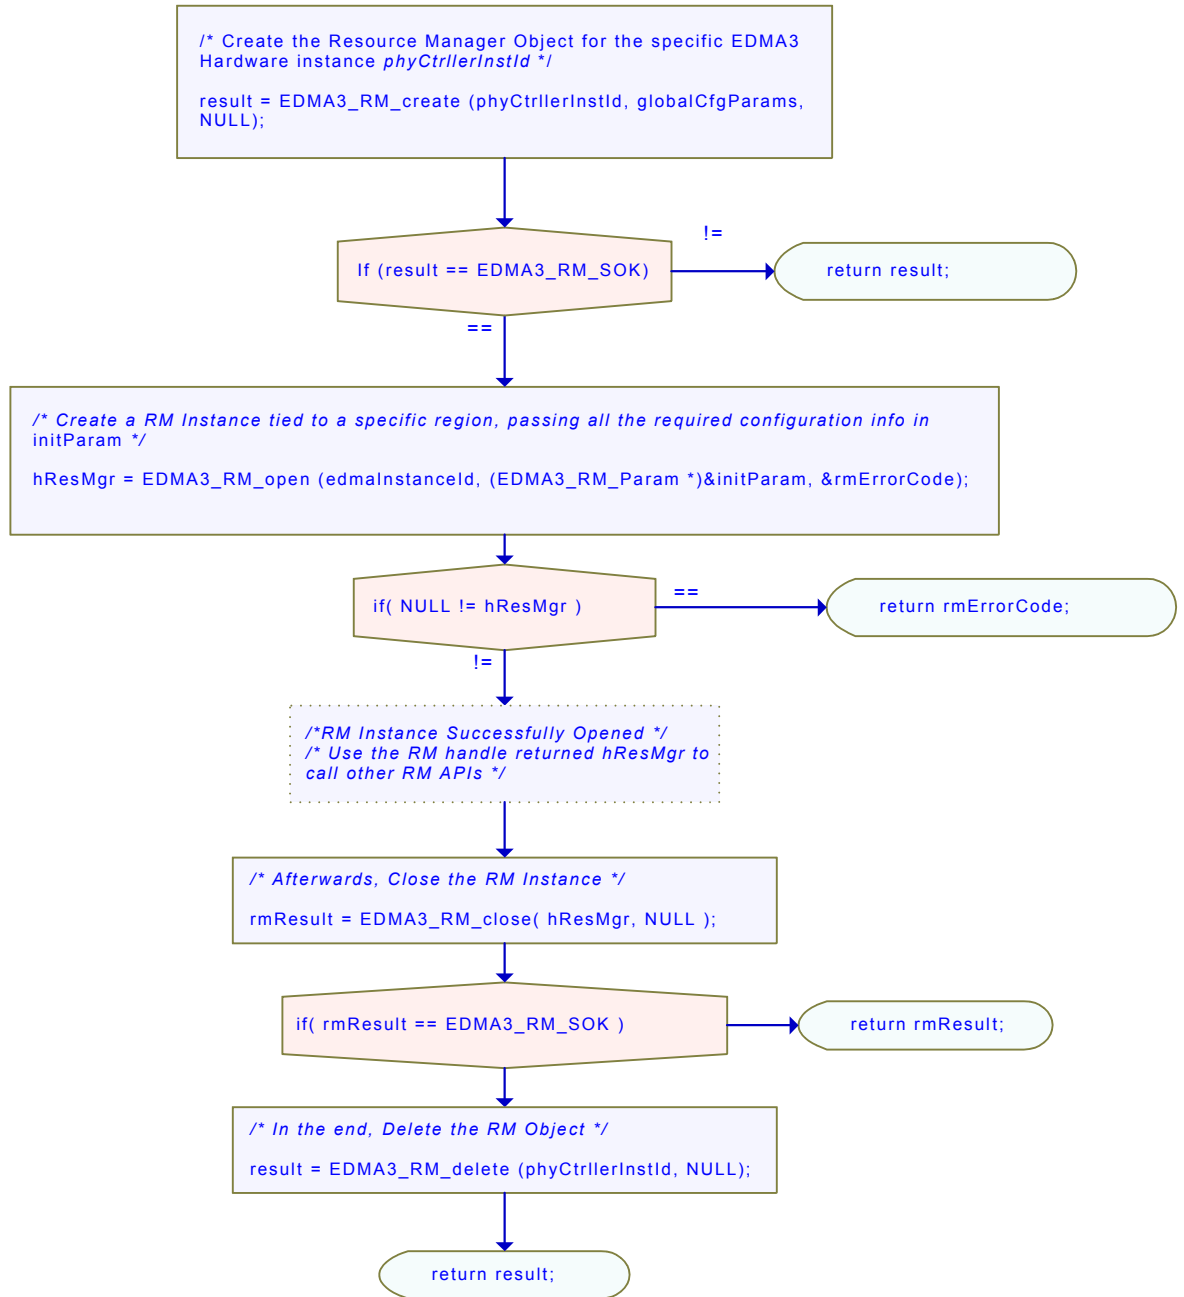 /* Create the Resource Manager Object for the specific EDMA3
Hardware instance phyCtrllerInstId */
result = EDMA3_RM_create (phyCtrllerInstId, globalCfgParams,
NULL);
!=
If (result == EDMA3_RM_SOK)
return result;
==
/* Create a RM Instance tied to a specific region, passing all the required configuration info in
initParam */
hResMgr = EDMA3_RM_open (edmaInstanceId, (EDMA3_RM_Param *)&initParam, &rmErrorCode);
if( NULL != hResMgr )
==
return rmErrorCode;
!=
/*RM Instance Successfully Opened */
/* Use the RM handle returned hResMgr to
call other RM APIs */
/* Afterwards, Close the RM Instance */
rmResult = EDMA3_RM_close( hResMgr, NULL );
if( rmResult == EDMA3_RM_SOK )
return rmResult;
/* In the end, Delete the RM Object */
result = EDMA3_RM_delete (phyCtrllerInstId, NULL);
return result;